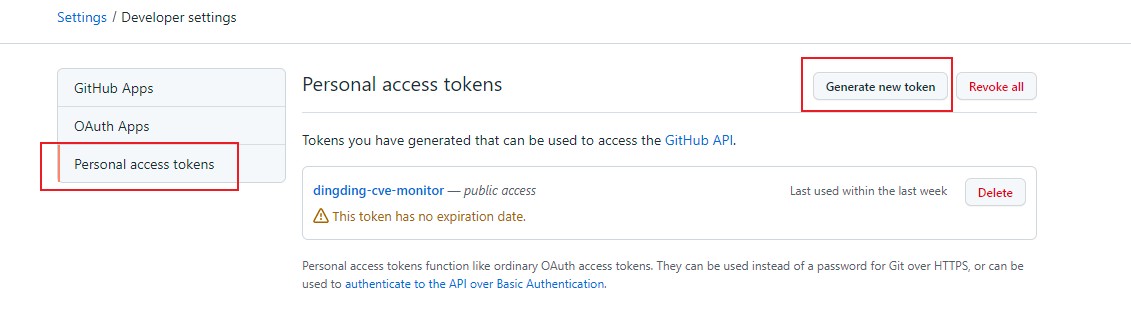 Settings / Developer settings
GitHub Apps
OAuth Apps
Personal access tokens
Personal access tokens
Generate new token
Revoke all
Tokens you have generated that can be used to access the GitHub API.
dingding-cve-monitor — public access
Last used within the last week
Delete
This token has no expiration date.
Personal access tokens function like ordinary OAuth access tokens. They can be used instead of a password for Git over HTTPS, or can be
used to authenticate to the API over Basic Authentication.